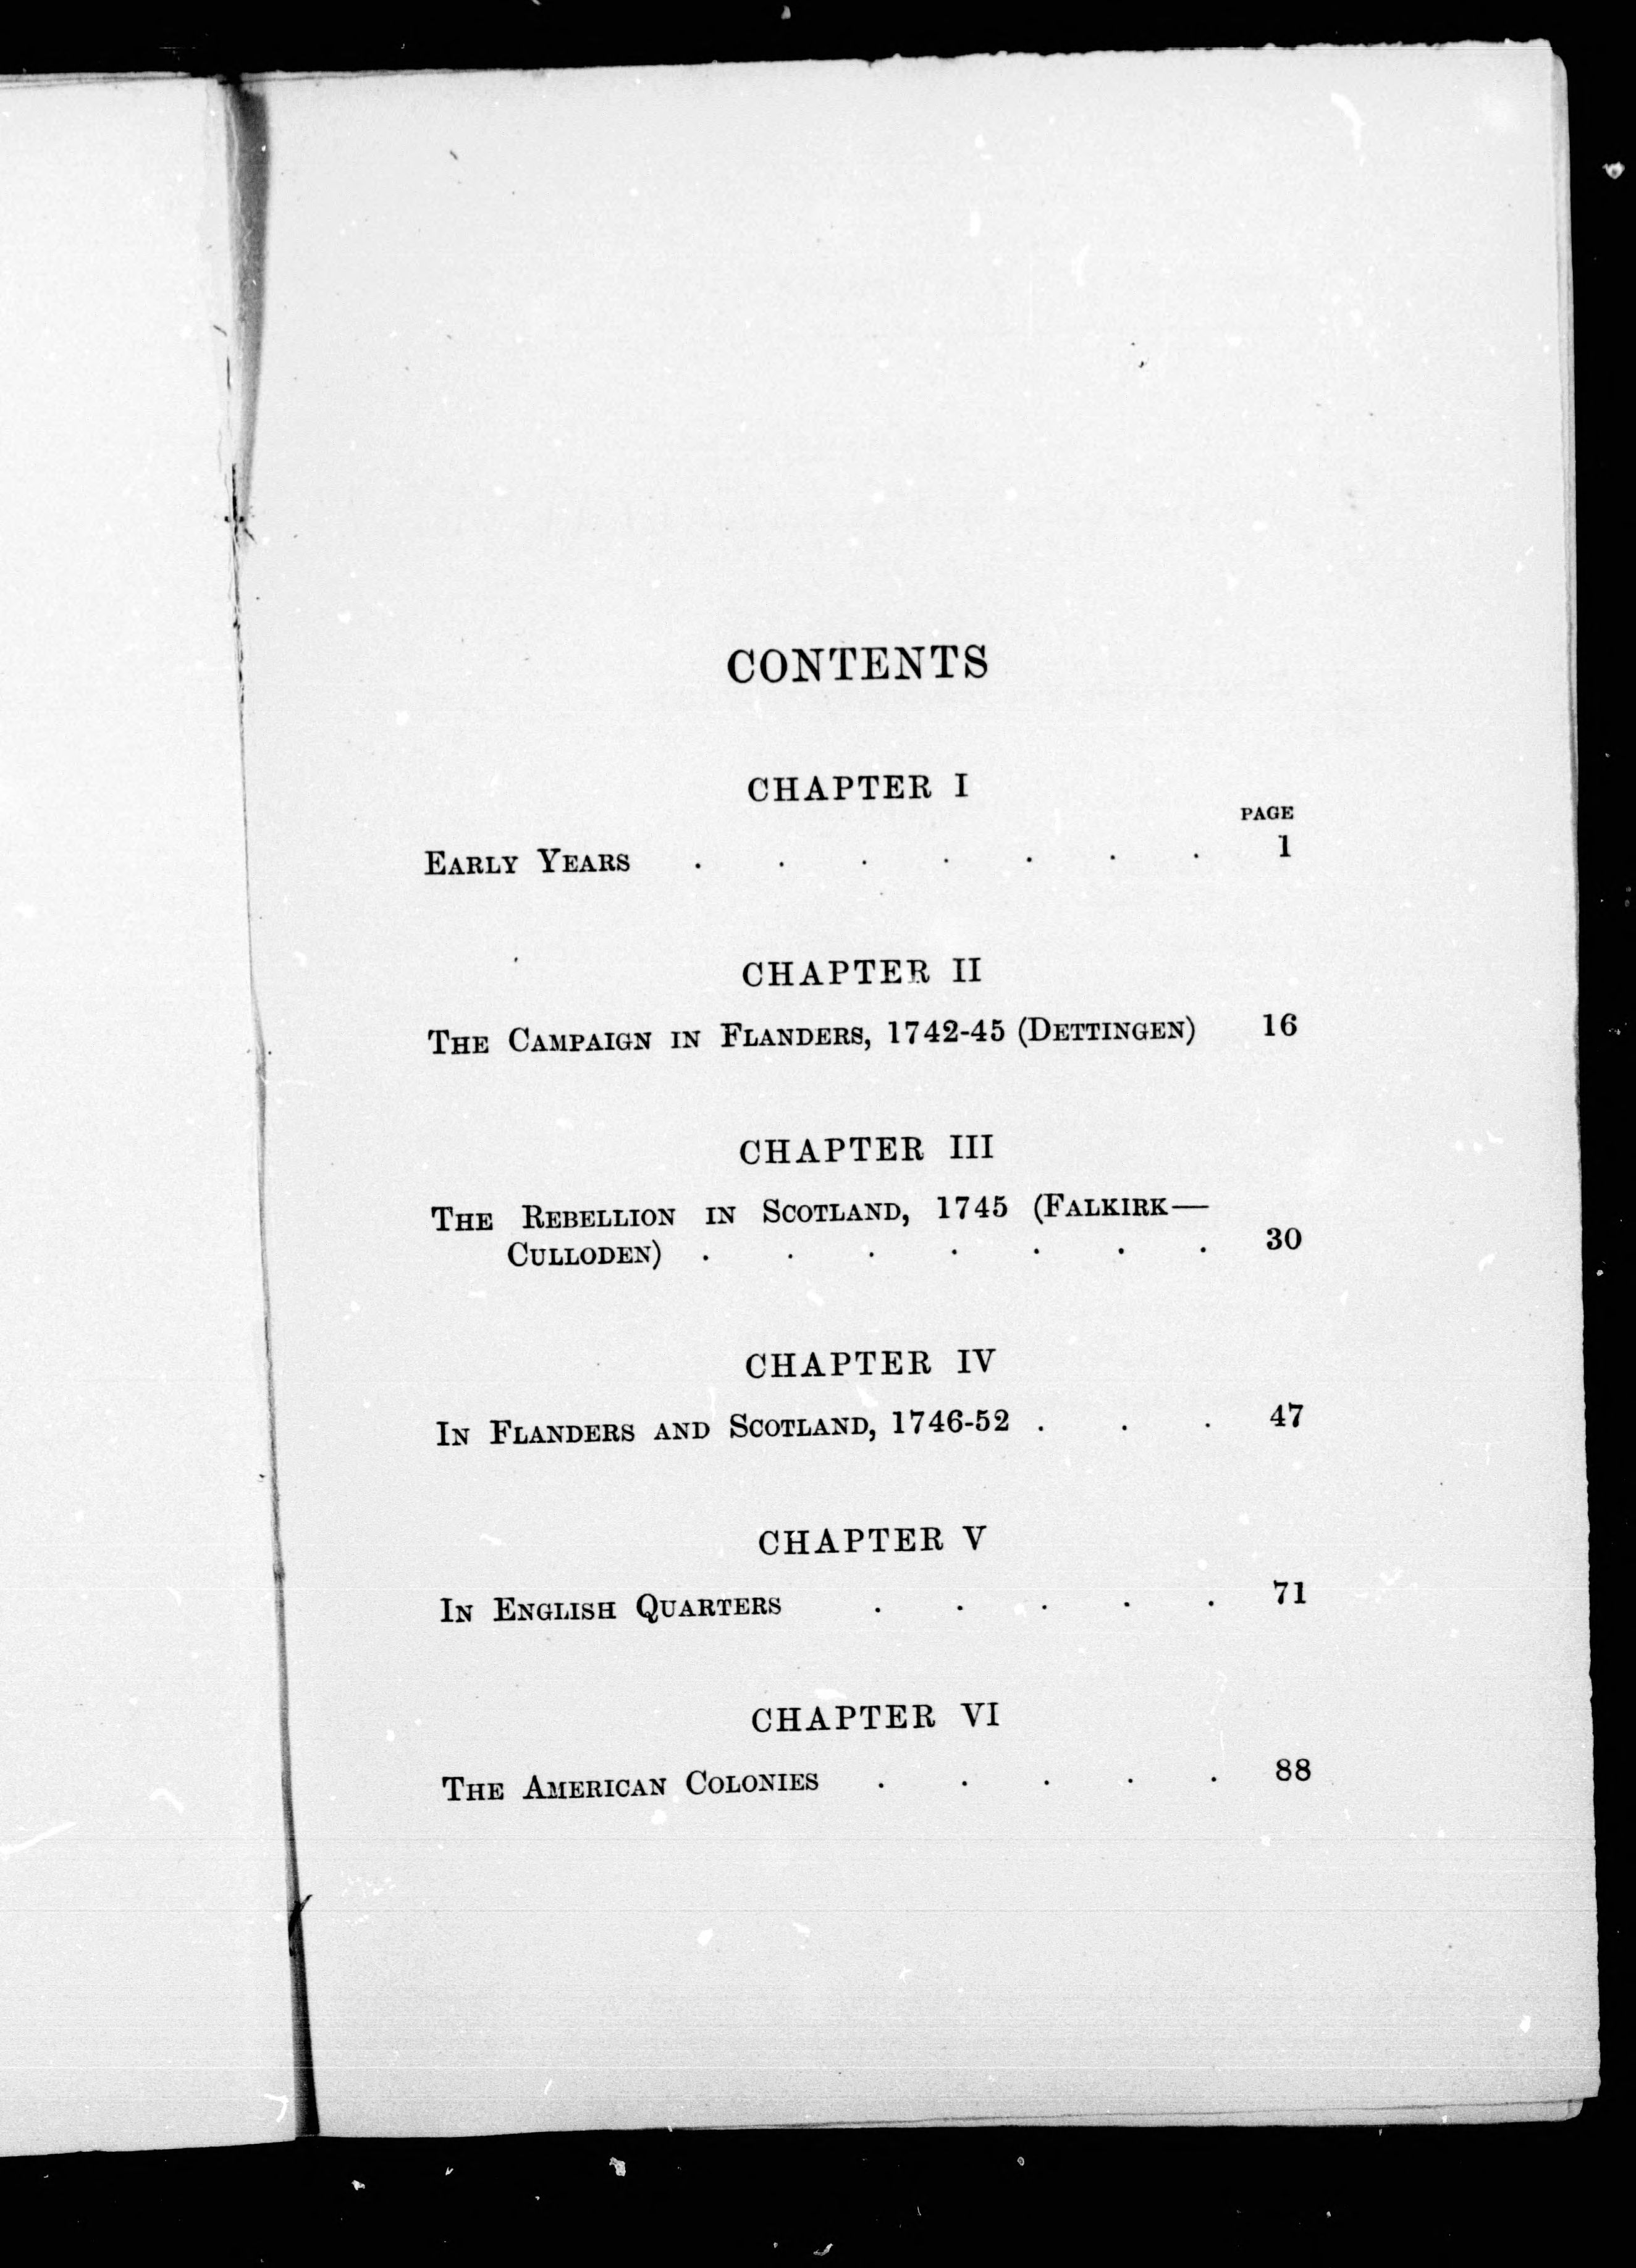 CONTENTS
CHAPTER I
PAGE
EARLY YEARS . . . . . . . 1
CHAPTER II
THE CAMPAIGN IN FLANDERS, 1742-45 (DETTINGEN) 16
CHAPTER III
THE REBELLION IN SCOTLAND, 1745 (FALKIRK—
CULLODEN) . . . . . . . 30
CHAPTER IV
IN FLANDERS AND SCOTLAND, 1746-52 . . . 47
CHAPTER V
IN ENGLISH QUARTERS . . . . . 71
CHAPTER VI
THE AMERICAN COLONIES . . . . . 88